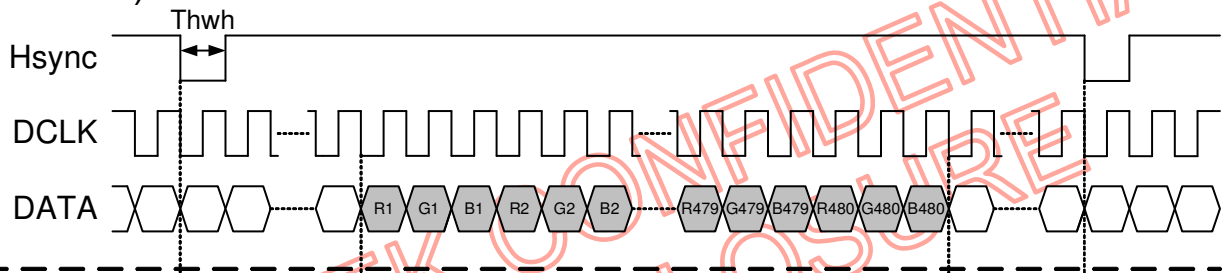 Thwh
Hsync
DCLK
DATA R1 G1 B1 R2 G2 B2 R479 G479 B479 R480 G480 B480